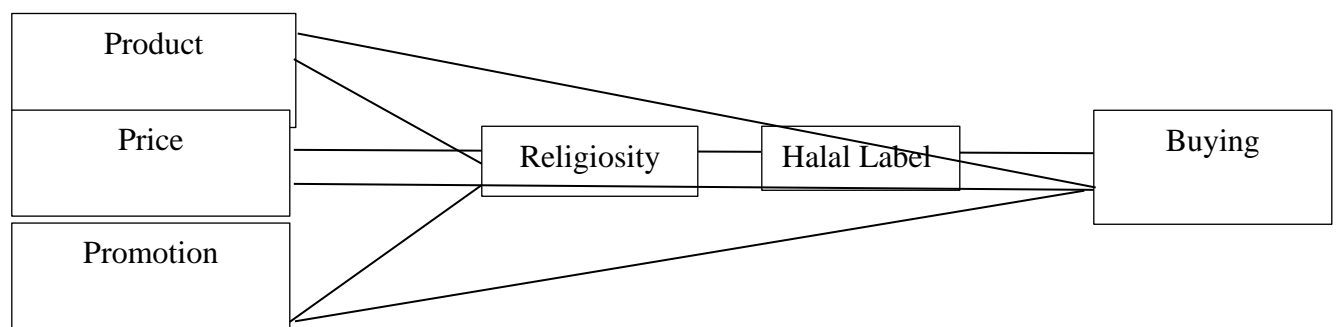 Product
Price
Religiosity
Halal Label
Buying
Promotion